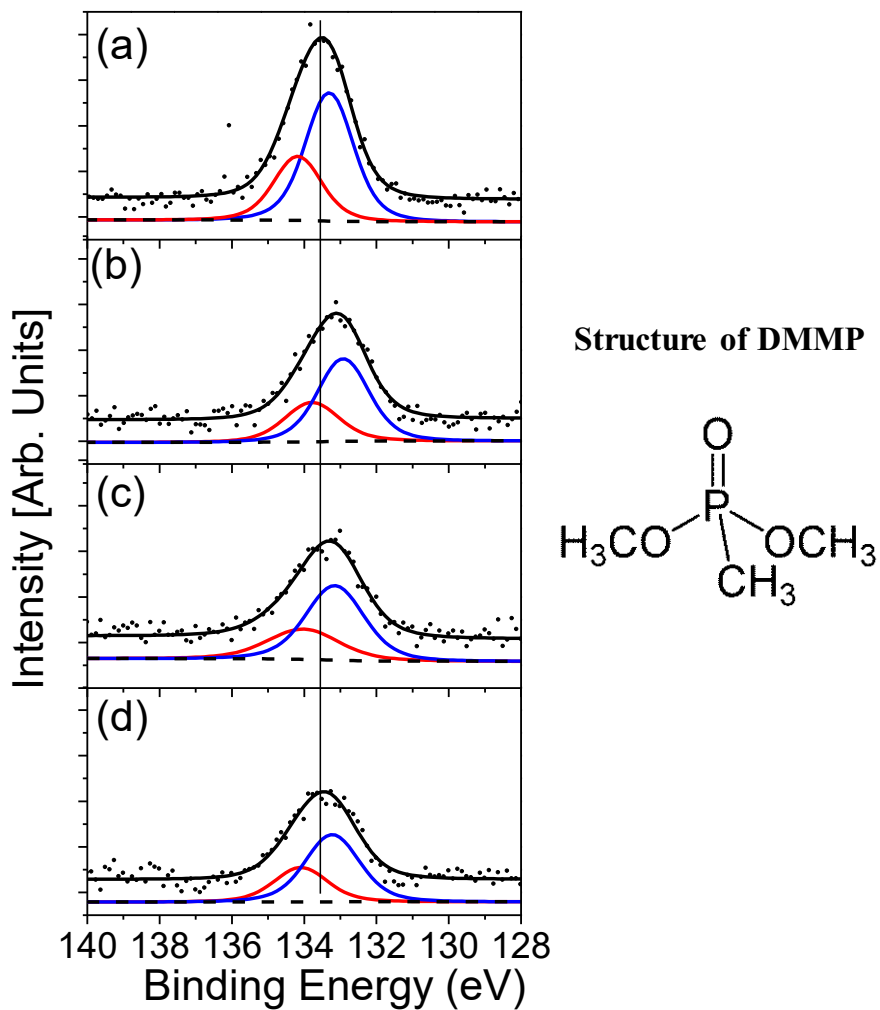 (a)
(b)
(c)
(d)
Intensity [Arb. Units]
140 138 136 134 132 130 128
Binding Energy (eV)
Structure of DMMP
O
P
H3CO
OCH3
CH3